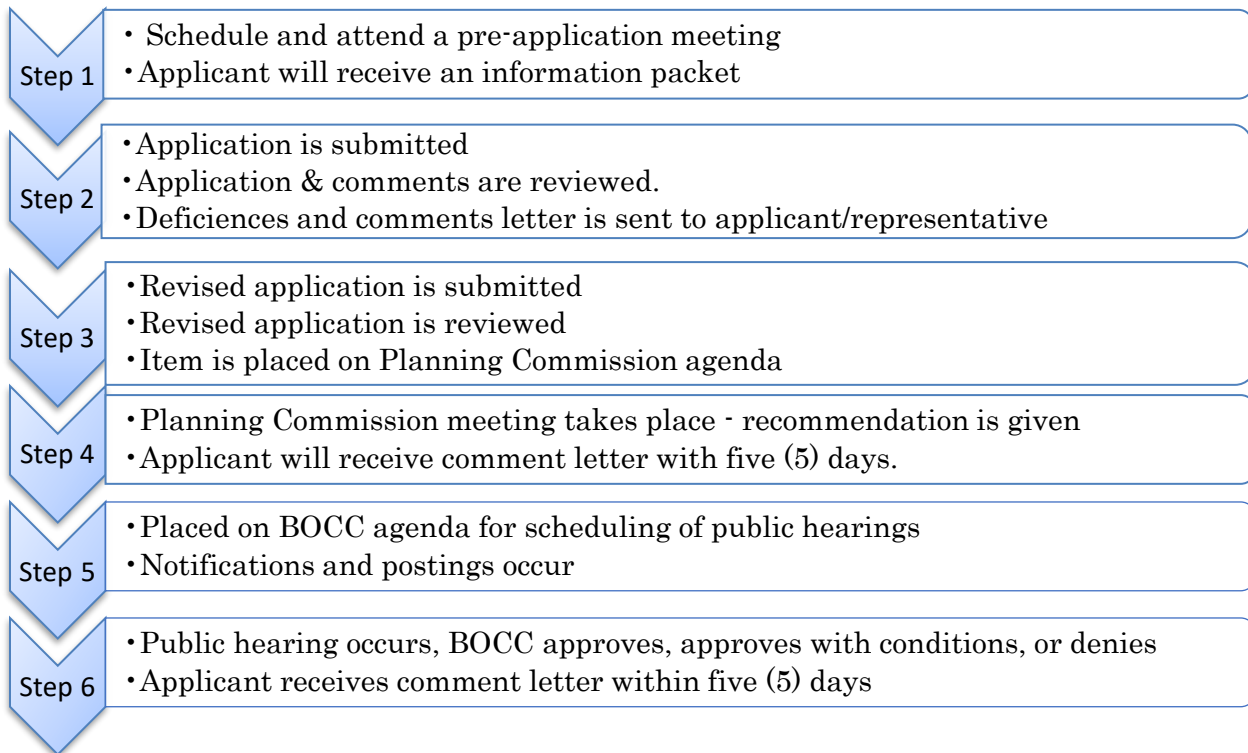 Step 1
• Schedule and attend a pre-application meeting
• Applicant will receive an information packet
Step 2
• Application is submitted
• Application & comments are reviewed.
• Deficiences and comments letter is sent to applicant/representative
Step 3
• Revised application is submitted
• Revised application is reviewed
• Item is placed on Planning Commission agenda
Step 4
• Planning Commission meeting takes place - recommendation is given
• Applicant will receive comment letter with five (5) days.
Step 5
• Placed on BOCC agenda for scheduling of public hearings
• Notifications and postings occur
Step 6
• Public hearing occurs, BOCC approves, approves with conditions, or denies
• Applicant receives comment letter within five (5) days